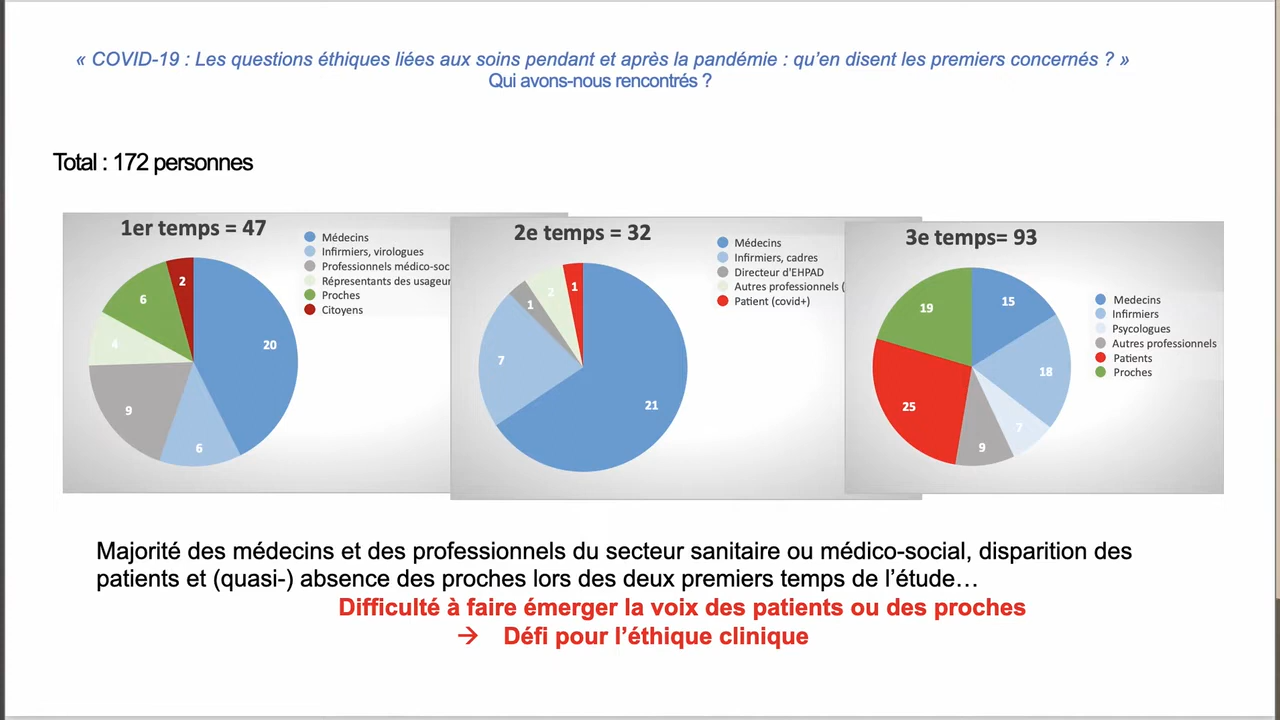 « COVID-19 : Les questions éthiques liées aux soins pendant et après la pandémie : qu'en disent les premiers concernés ? »
Qui avons-nous rencontrés ?
Total : 172 personnes
1er temps = 47
Médecins
Infirmiers, virologues
Professionnels médico-soc
Réprésentants des usageur
Proches
Citoyens
2
6
4
20
9
6
2e temps = 32
Médecins
Infirmiers, cadres
Directeur d'EHPAD
Autres professionnels (
Patient (covid+)
1
2
1
7
21
3e temps= 93
Medecins
Infirmiers
Psycologues
Autres professionnels
Patients
Proches
19
15
18
25
7
9
Majorité des médecins et des professionnels du secteur sanitaire ou médico-social, disparition des
patients et (quasi-) absence des proches lors des deux premiers temps de l'étude…
Difficulté à faire émerger la voix des patients ou des proches
→ Défi pour l'éthique clinique